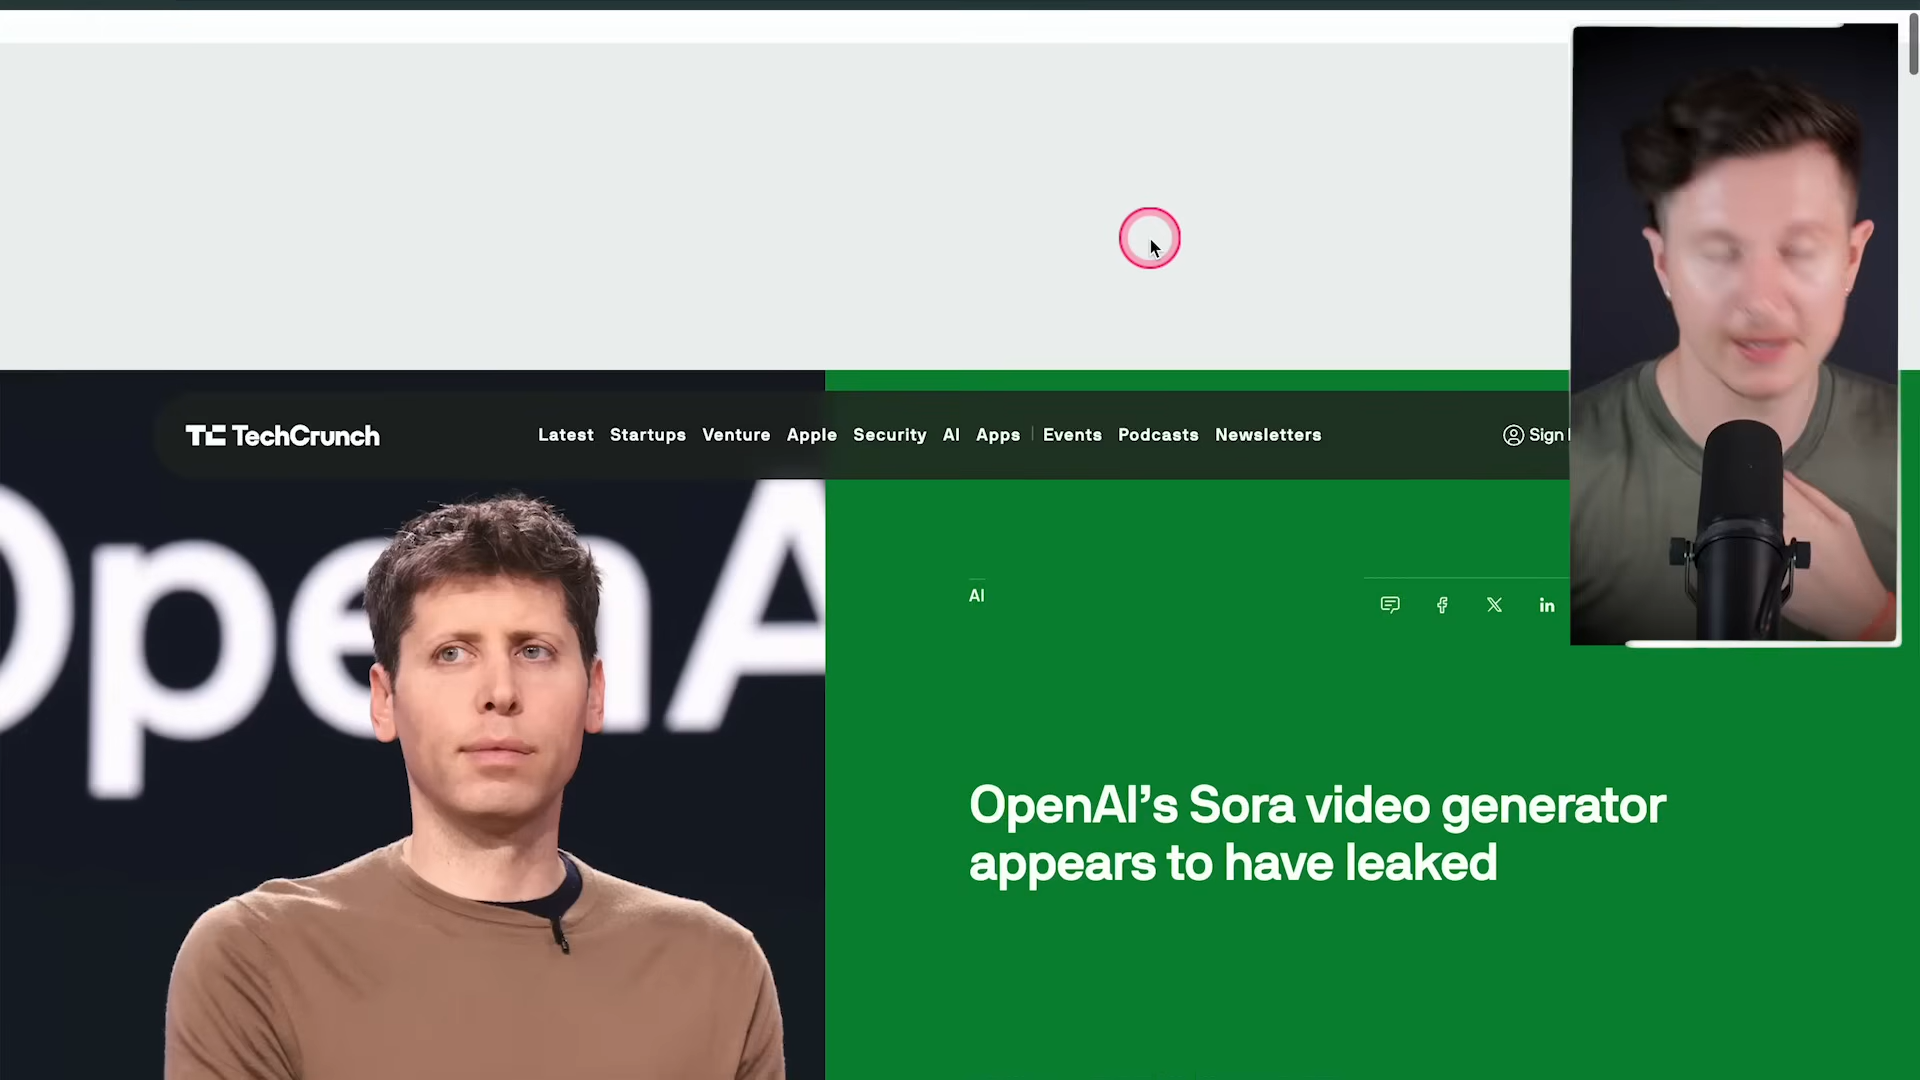 TechCrunch
Latest Startups Venture Apple Security AI Apps Events Podcasts Newsletters
Sign
OpenA
AI
OpenAI’s Sora video generator
appears to have leaked